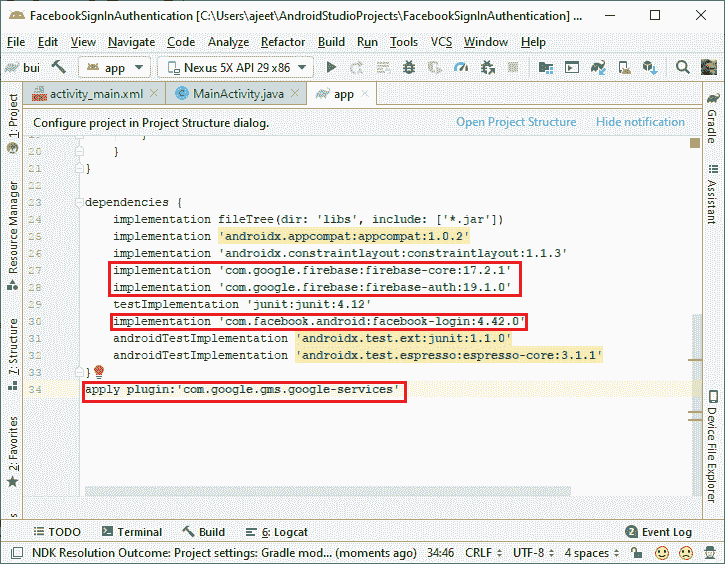 FacebookSignInAuthentication [C:\Users\ajeet\AndroidStudioProjects\FacebookSignInAuthentication] ...
File Edit View Navigate Code Analyze Refactor Build Run Tools VCS Window Help
bui app Nexus 5X API 29 x86
activity_main.xml MainActivity.java app
Configure project in Project Structure dialog. Open Project Structure Hide notification
20 }
21 }
22
23 dependencies {
24 implementation fileTree(dir: 'libs', include: ['*.jar'])
25 implementation 'androidx.appcompat:appcompat:1.0.2'
26 implementation 'androidx.constraintlayout:constraintlayout:1.1.3'
27 implementation 'com.google.firebase:firebase-core:17.2.1'
28 implementation 'com.google.firebase:firebase-auth:19.1.0'
29 testImplementation 'junit:junit:4.12'
30 implementation 'com.facebook.android:facebook-login:4.42.0'
31 androidTestImplementation 'androidx.test.ext:junit:1.1.0'
32 androidTestImplementation 'androidx.test.espresso:espresso-core:3.1.1'
33 }
34 apply plugin:'com.google.gms.google-services'
1: Project
Resource Manager
7: Structure
2: Favorites
Gradle
Assistant
Device File Explorer
TODO Terminal Build 6: Logcat 2 Event Log
NDK Resolution Outcome: Project settings: Gradle mod... (moments ago) 34:46 CRLF UTF-8 4 spaces